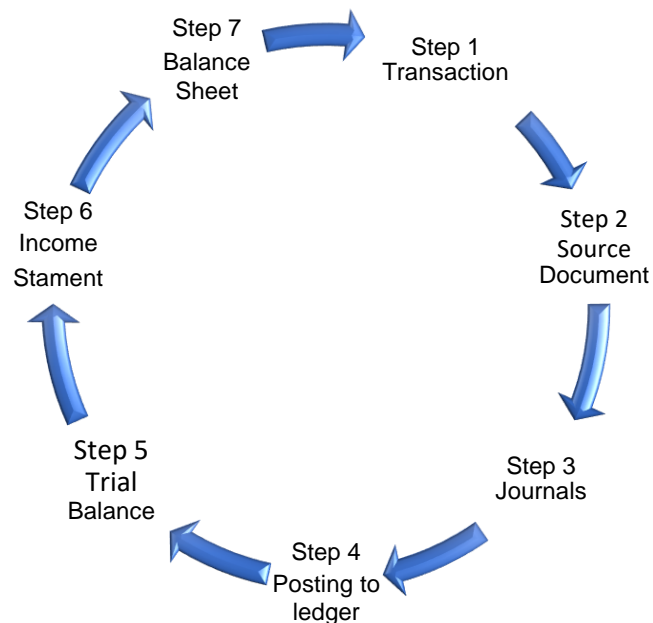 Step 1
Transaction
Step 2
Source
Document
Step 3
Journals
Step 4
Posting to
ledger
Step 5
Trial
Balance
Step 6
Income
Stament
Step 7
Balance
Sheet